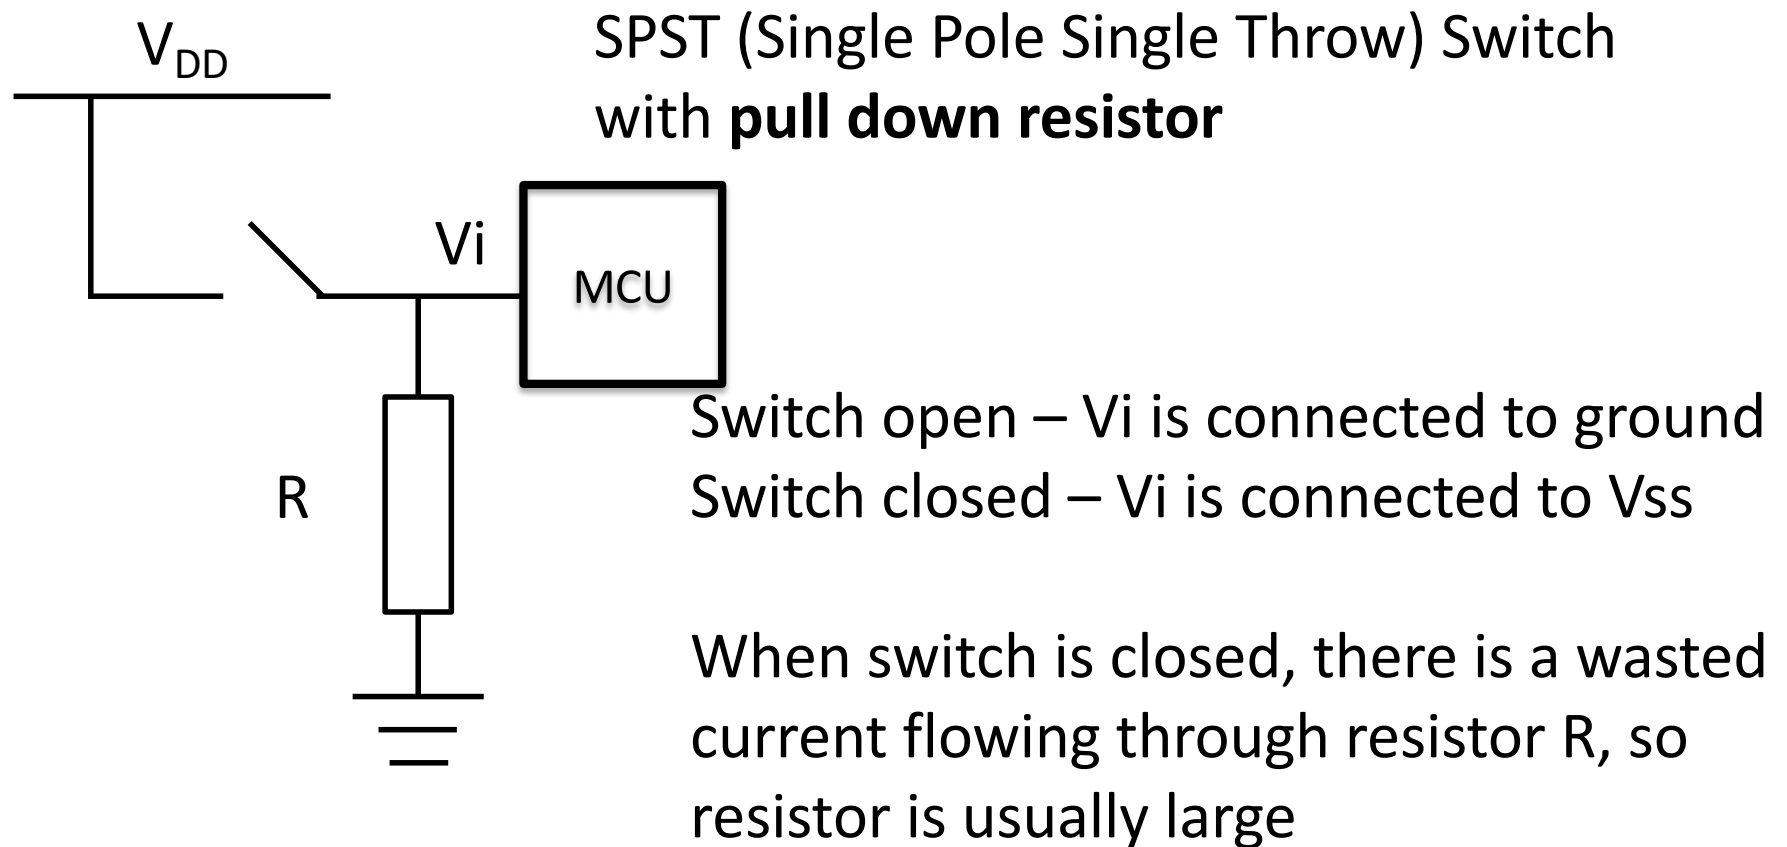 V_DD
SPST (Single Pole Single Throw) Switch
with pull down resistor
Vi
MCU
Switch open – Vi is connected to ground
Switch closed – Vi is connected to Vss
R
When switch is closed, there is a wasted
current flowing through resistor R, so
resistor is usually large